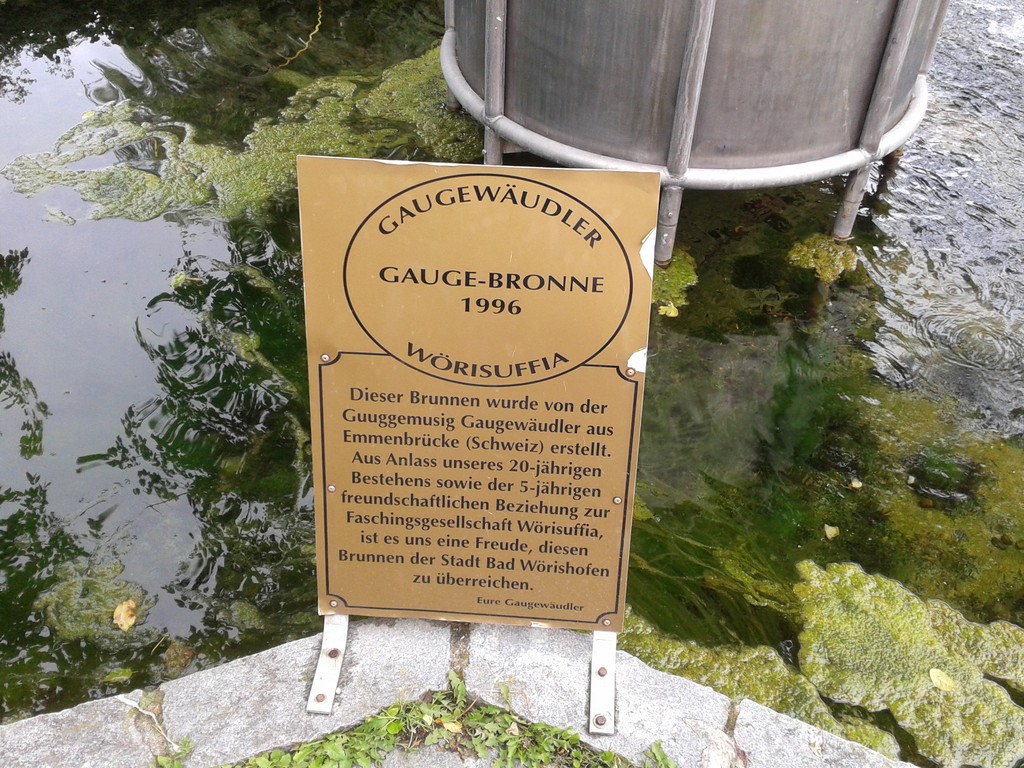 GAUGEWÄUDLER
GAUGE-BRONNE
1996
WÖRISUFFIA
Dieser Brunnen wurde von der
Guuggemusig Gaugewäudler aus
Emmenbrücke (Schweiz) erstellt.
Aus Anlass unseres 20-jährigen
Bestehens sowie der 5-jährigen
freundschaftlichen Beziehung zur
Faschingsgesellschaft Wörisuffia,
ist es uns eine Freude, diesen
Brunnen der Stadt Bad Wörishofen
zu überreichen.
Eure Gaugewäudler